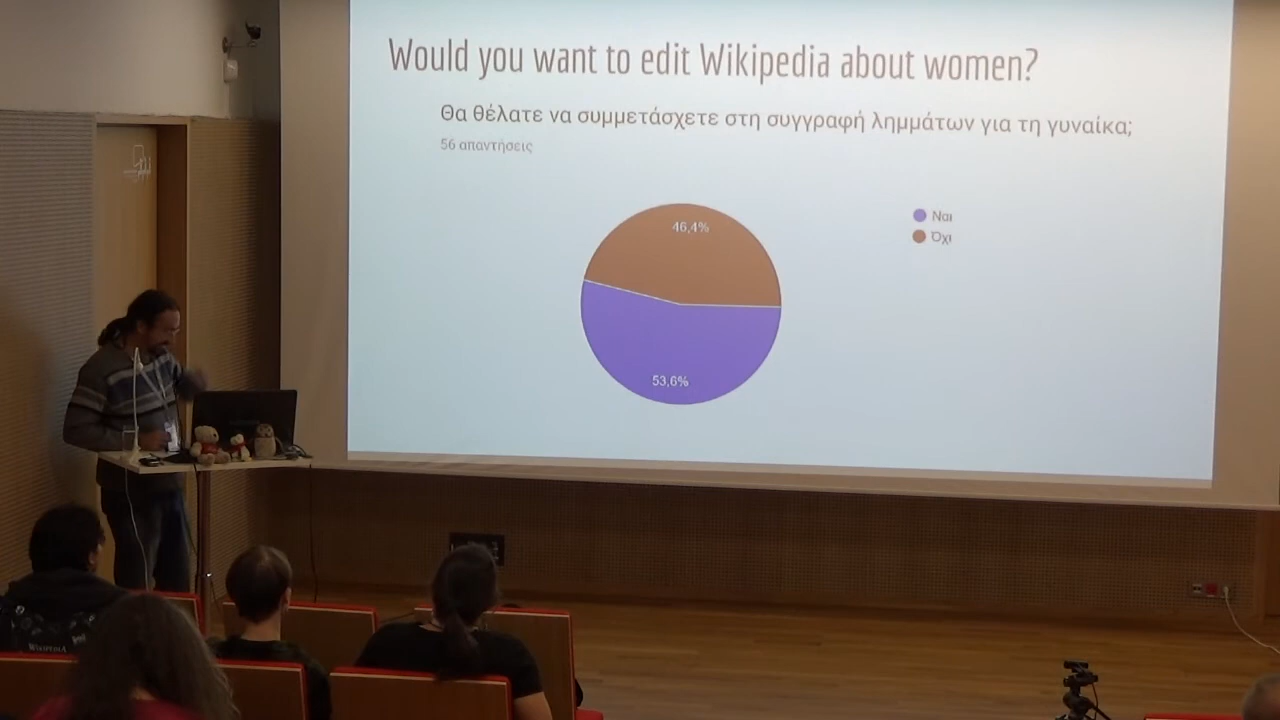 Would you want to edit Wikipedia about women?
Θα θέλατε να συμμετάσχετε στη συγγραφή λημμάτων για τη γυναίκα;
56 απαντήσεις
46,4%
53,6%
Ναι
Όχι
WIKIPEDIA